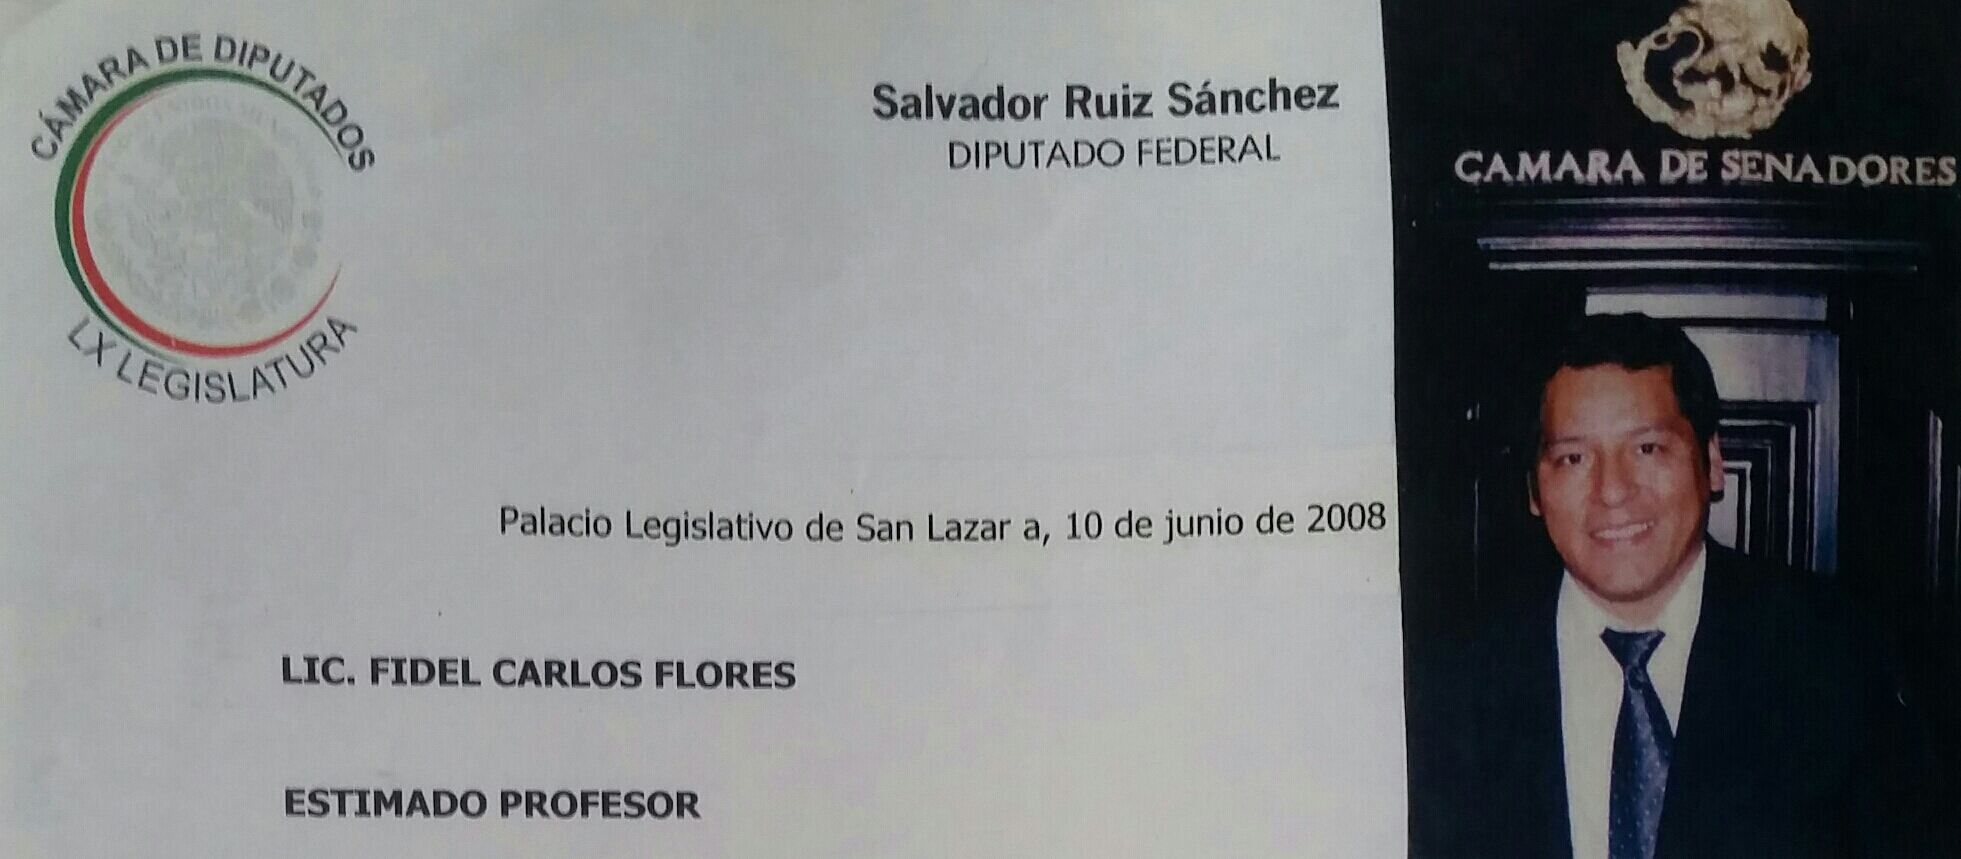 CÁMARA DE DIPUTADOS
LX LEGISLATURA
Salvador Ruiz Sánchez
DIPUTADO FEDERAL
Palacio Legislativo de San Lazar a, 10 de junio de 2008
LIC. FIDEL CARLOS FLORES
ESTIMADO PROFESOR
CAMARA DE SENADORES